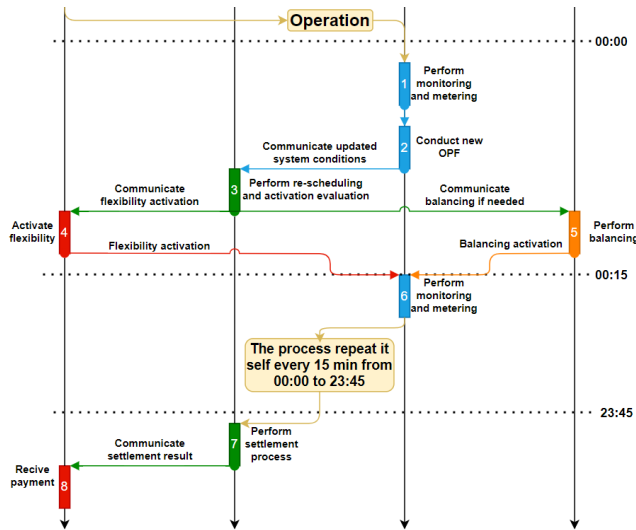 Operation
00:00
1
Perform
monitoring
and metering
2
Conduct new
OPF
Communicate updated
system conditions
3
Perform re-scheduling
and activation evaluation
Communicate
flexibility activation
Communicate
balancing if needed
Activate
flexibility
4
5
Perform
balancing
Flexibility activation
Balancing activation
00:15
6
Perform
monitoring
and metering
The process repeat it
self every 15 min from
00:00 to 23:45
23:45
7
Perform
settlement
process
Communicate
settlement result
Recive
payment
8